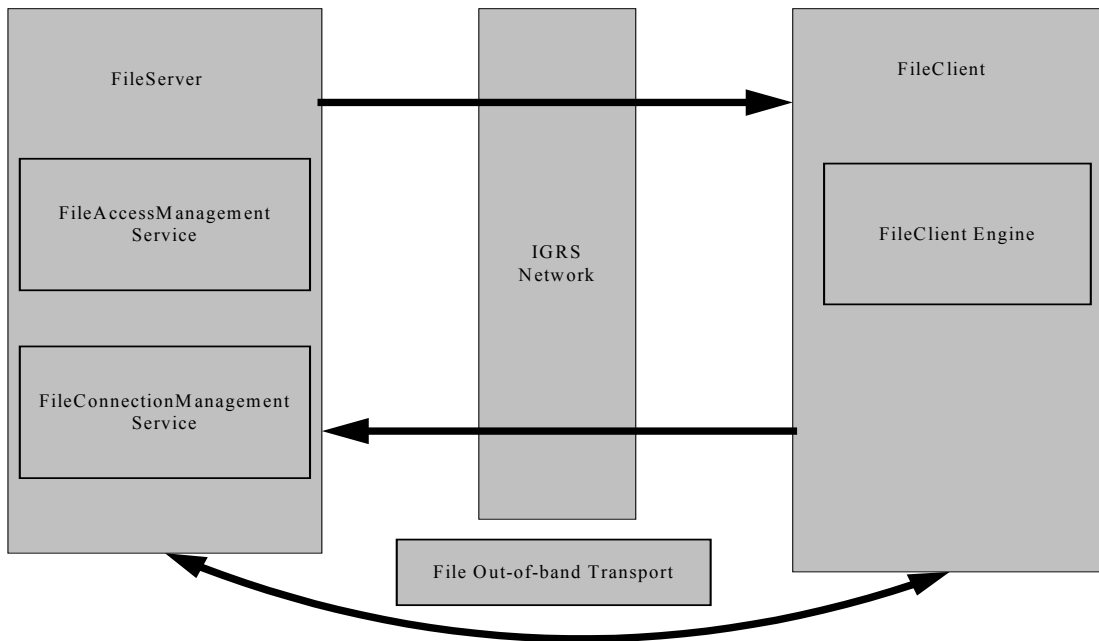 FileServer
FileClient
FileAccessManagement
Service
FileClient Engine
IGRS
Network
FileConnectionManagement
Service
File Out-of-band Transport